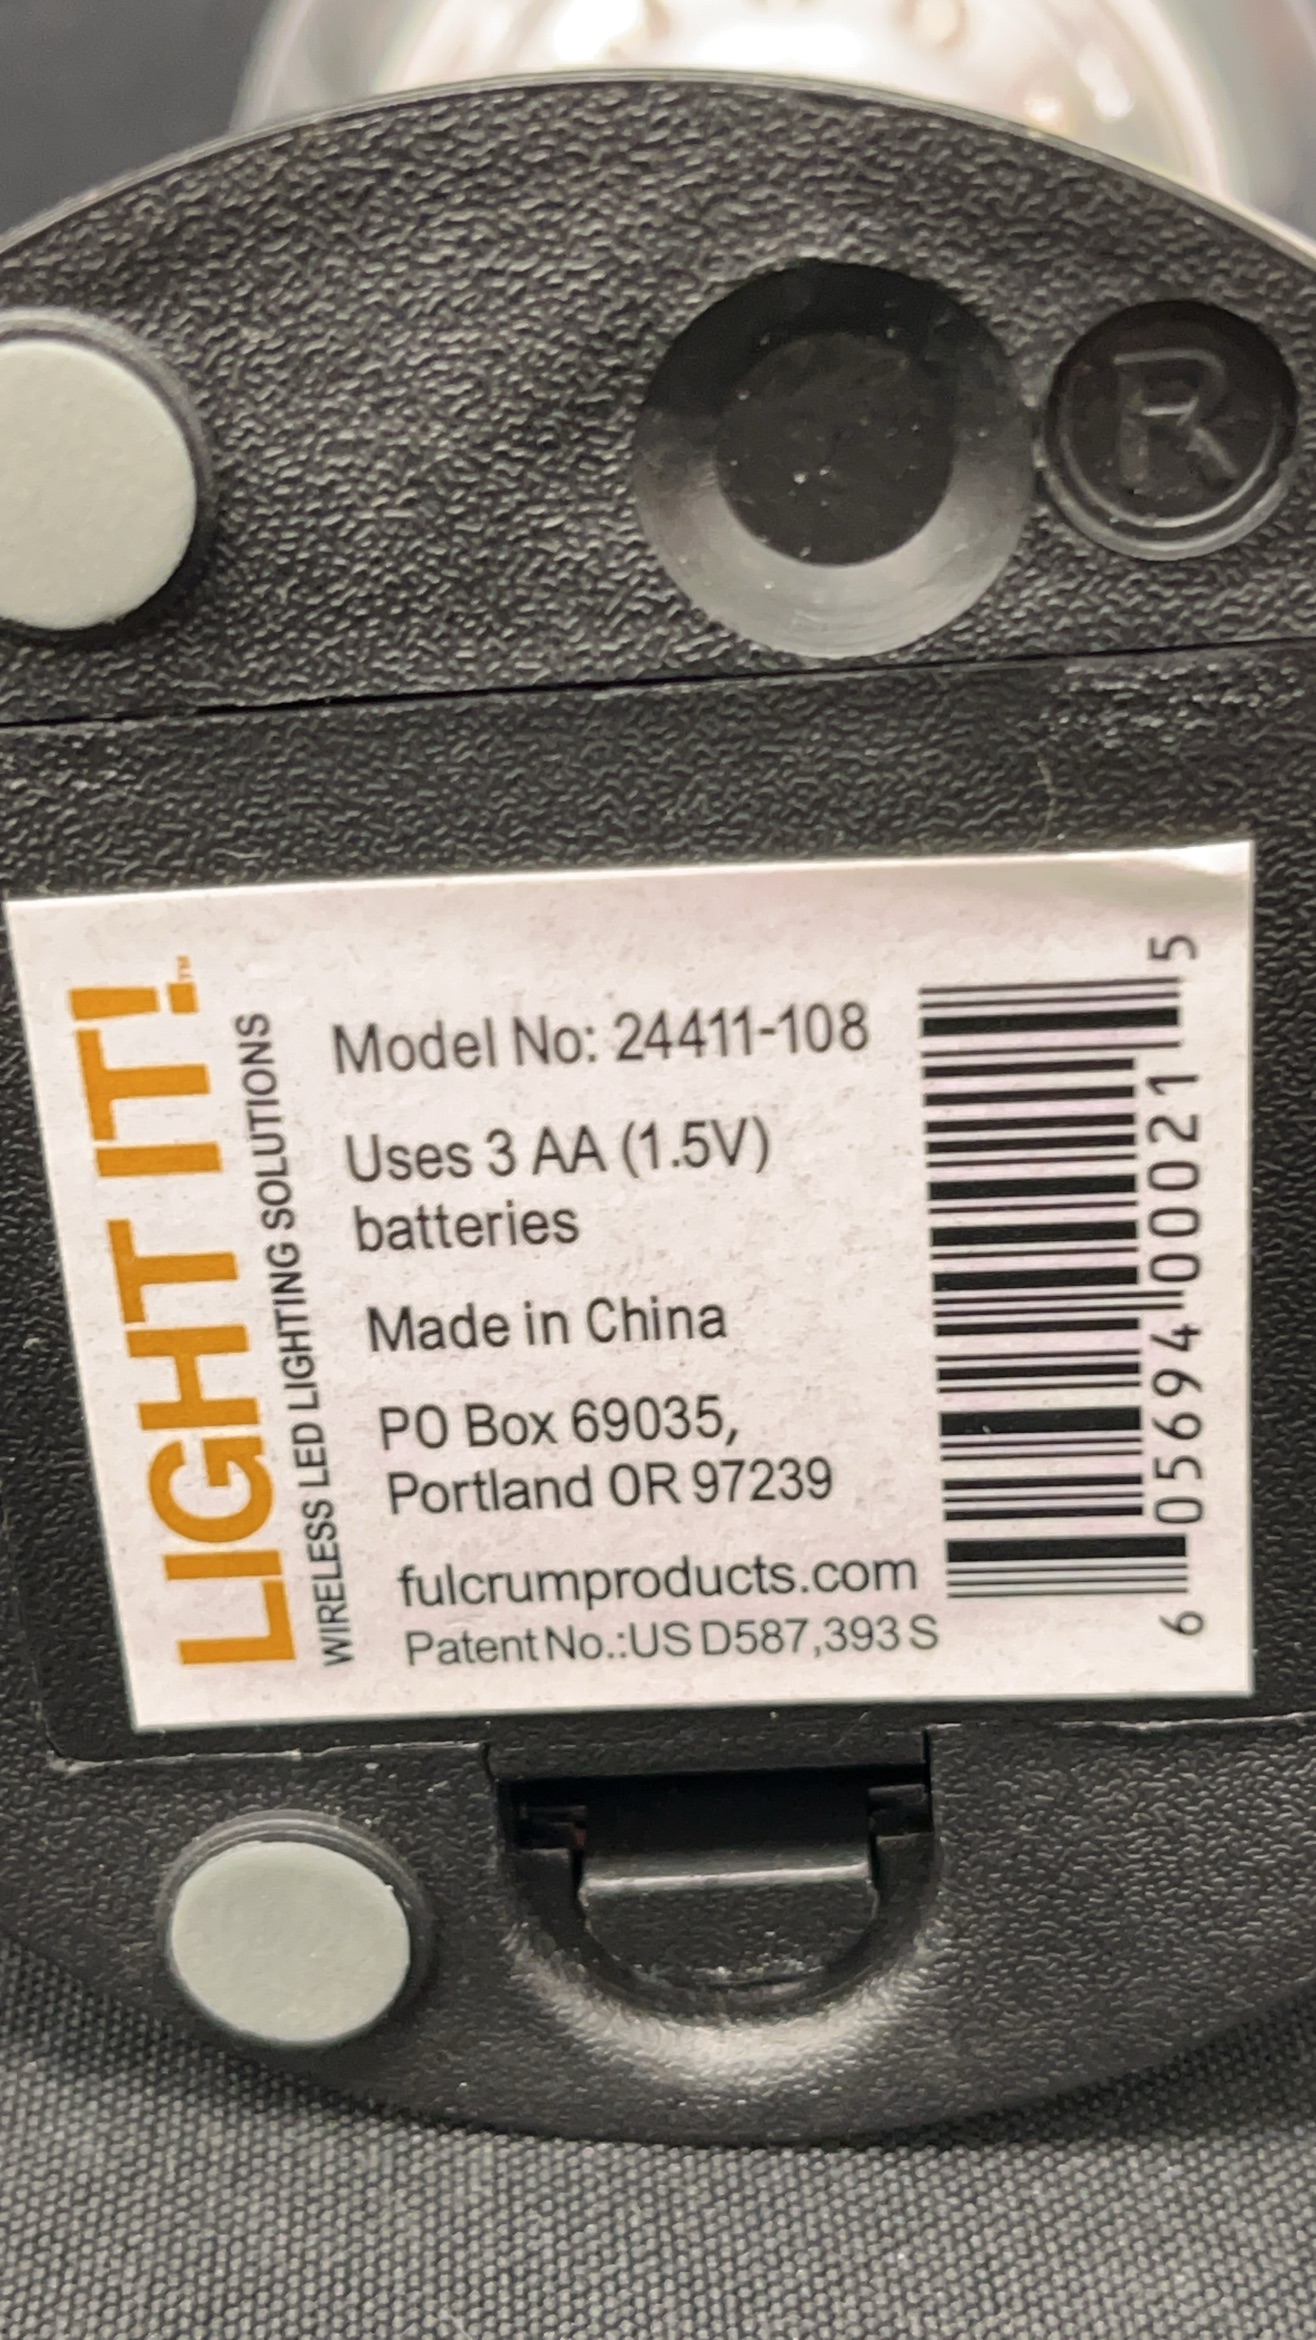 R
LIGHT IT!™
WIRELESS LED LIGHTING SOLUTIONS
Model No: 24411-108
Uses 3 AA (1.5V)
batteries
Made in China
PO Box 69035,
Portland OR 97239
fulcrumproducts.com
Patent No.:US D587,393 S
6 05694 00021 5